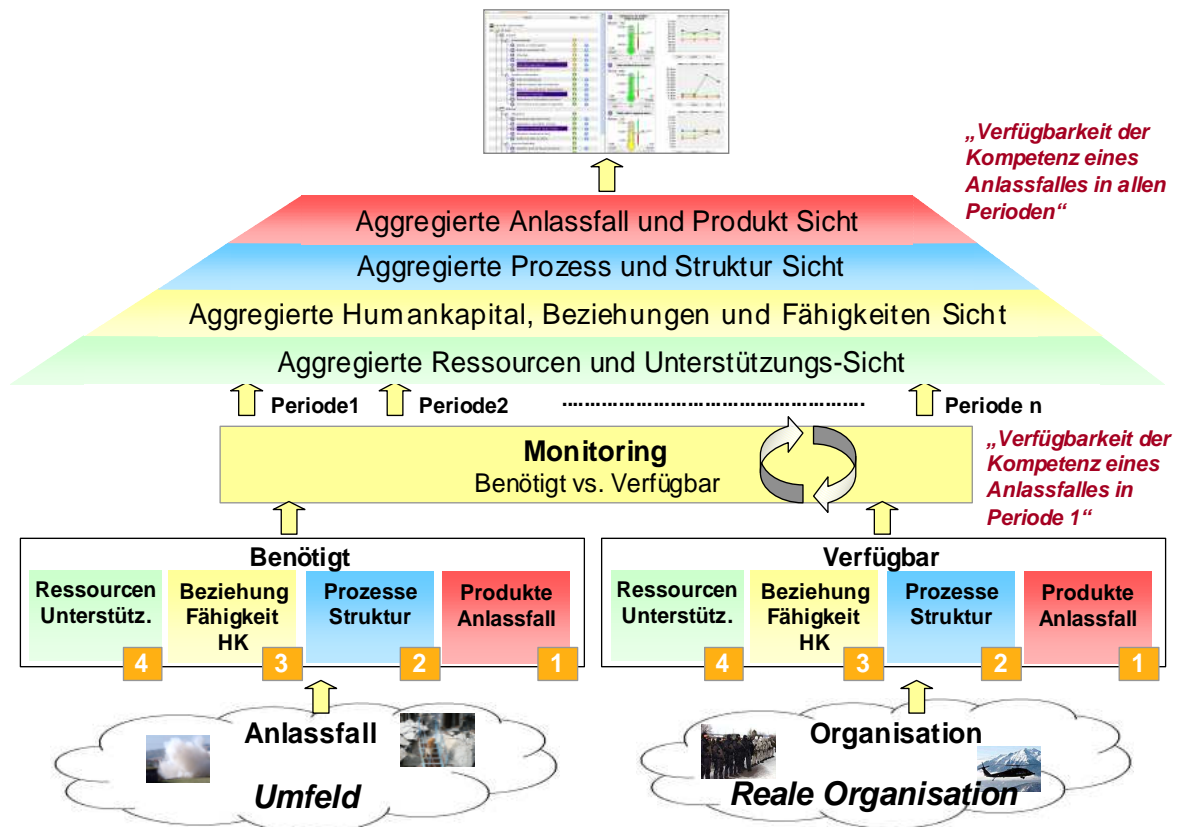 „Verfügbarkeit der
Kompetenz eines
Anlassfalles in allen
Perioden“
Aggregierte Anlassfall und Produkt Sicht
Aggregierte Prozess und Struktur Sicht
Aggregierte Humankapital, Beziehungen und Fähigkeiten Sicht
Aggregierte Ressourcen und Unterstützungs-Sicht
Periode1
Periode2
Periode n
Monitoring
Benötigt vs. Verfügbar
„Verfügbarkeit der
Kompetenz eines
Anlassfalles in
Periode 1“
Benötigt
Ressourcen
Unterstütz.
4
Beziehung
Fähigkeit
HK
3
Prozesse
Struktur
2
Produkte
Anlassfall
1
Verfügbar
Ressourcen
Unterstütz.
4
Beziehung
Fähigkeit
HK
3
Prozesse
Struktur
2
Produkte
Anlassfall
1
Anlassfall
Umfeld
Organisation
Reale Organisation